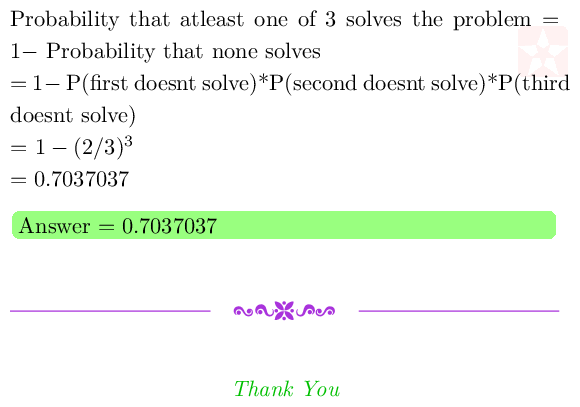 Probability that atleast one of 3 solves the problem =
1− Probability that none solves
= 1− P(first doesnt solve)*P(second doesnt solve)*P(third
doesnt solve)
= 1 − (2/3)³
= 0.7037037
Answer = 0.7037037
Thank You